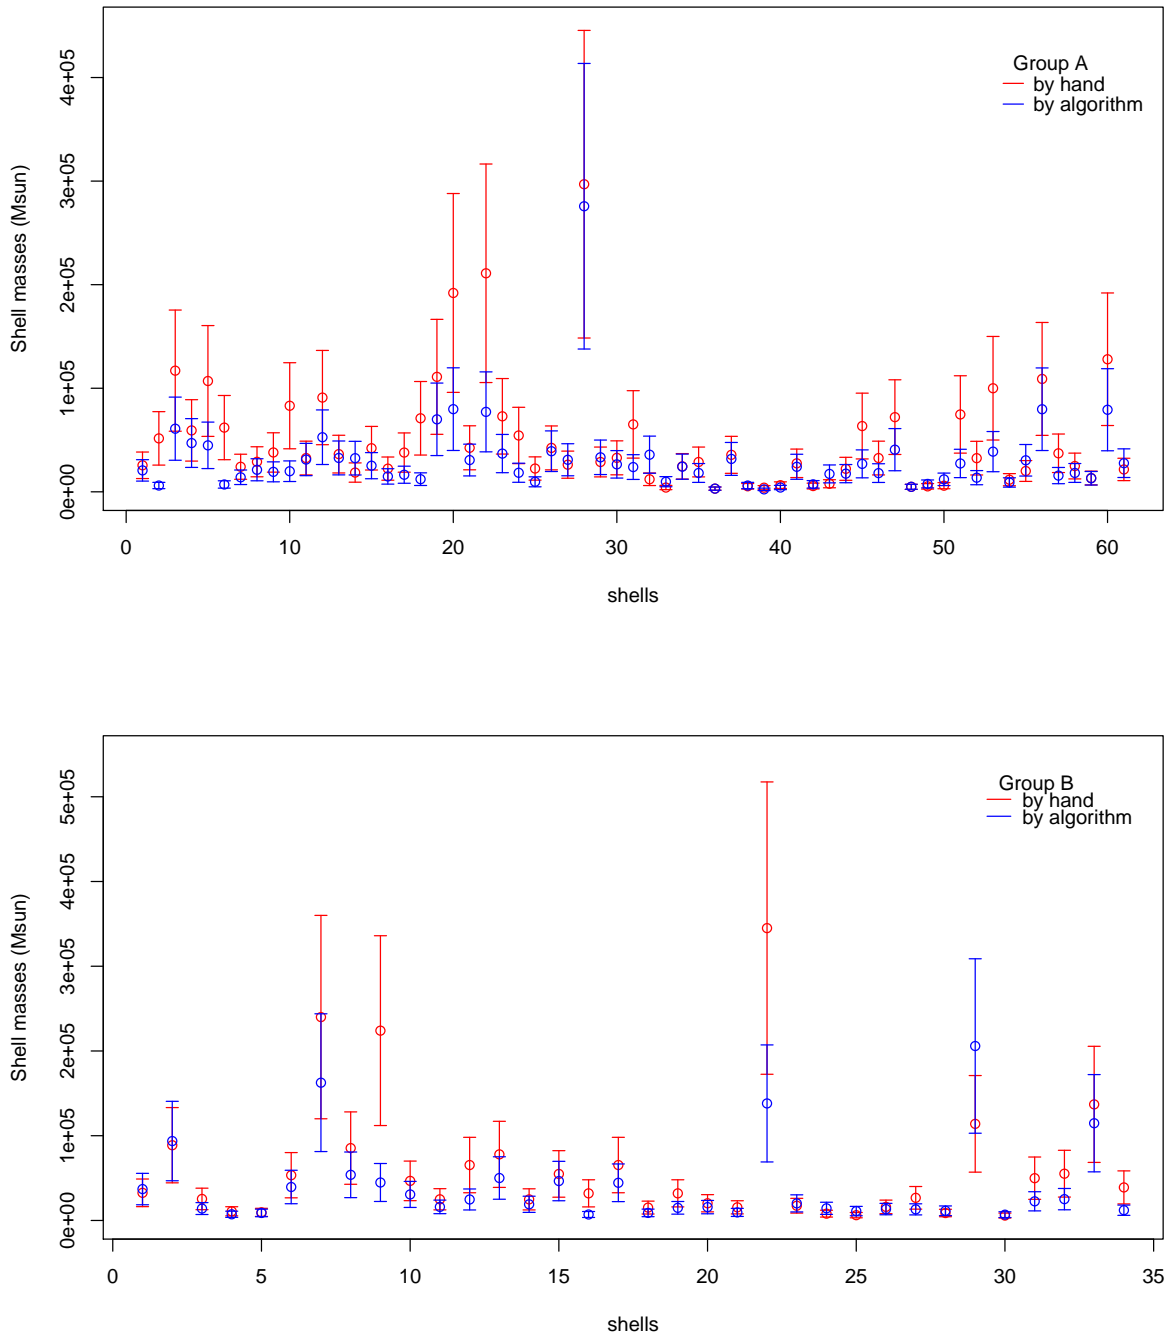 Group A
by hand
by algorithm
Shell masses (Msun)
0e+00 1e+05 2e+05 3e+05 4e+05
0 10 20 30 40 50 60
shells
Group B
by hand
by algorithm
Shell masses (Msun)
0e+00 1e+05 2e+05 3e+05 4e+05 5e+05
0 5 10 15 20 25 30 35
shells